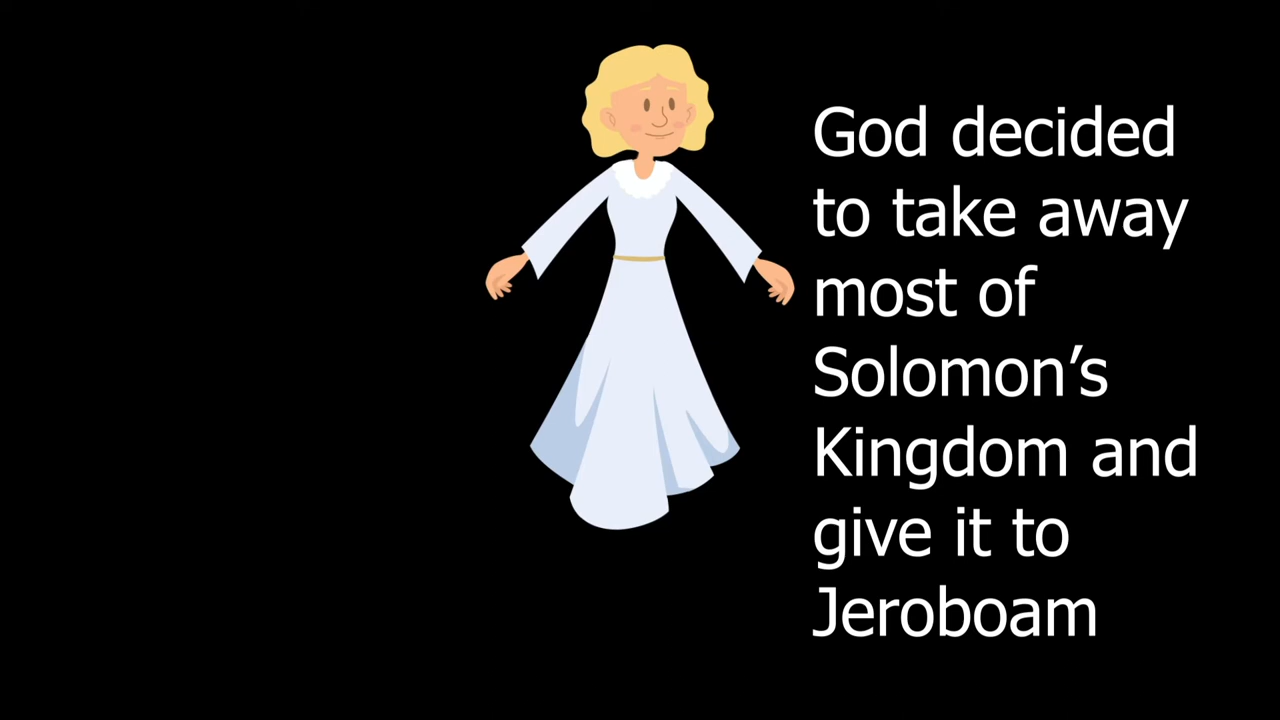 God decided
to take away
most of
Solomon’s
Kingdom and
give it to
Jeroboam